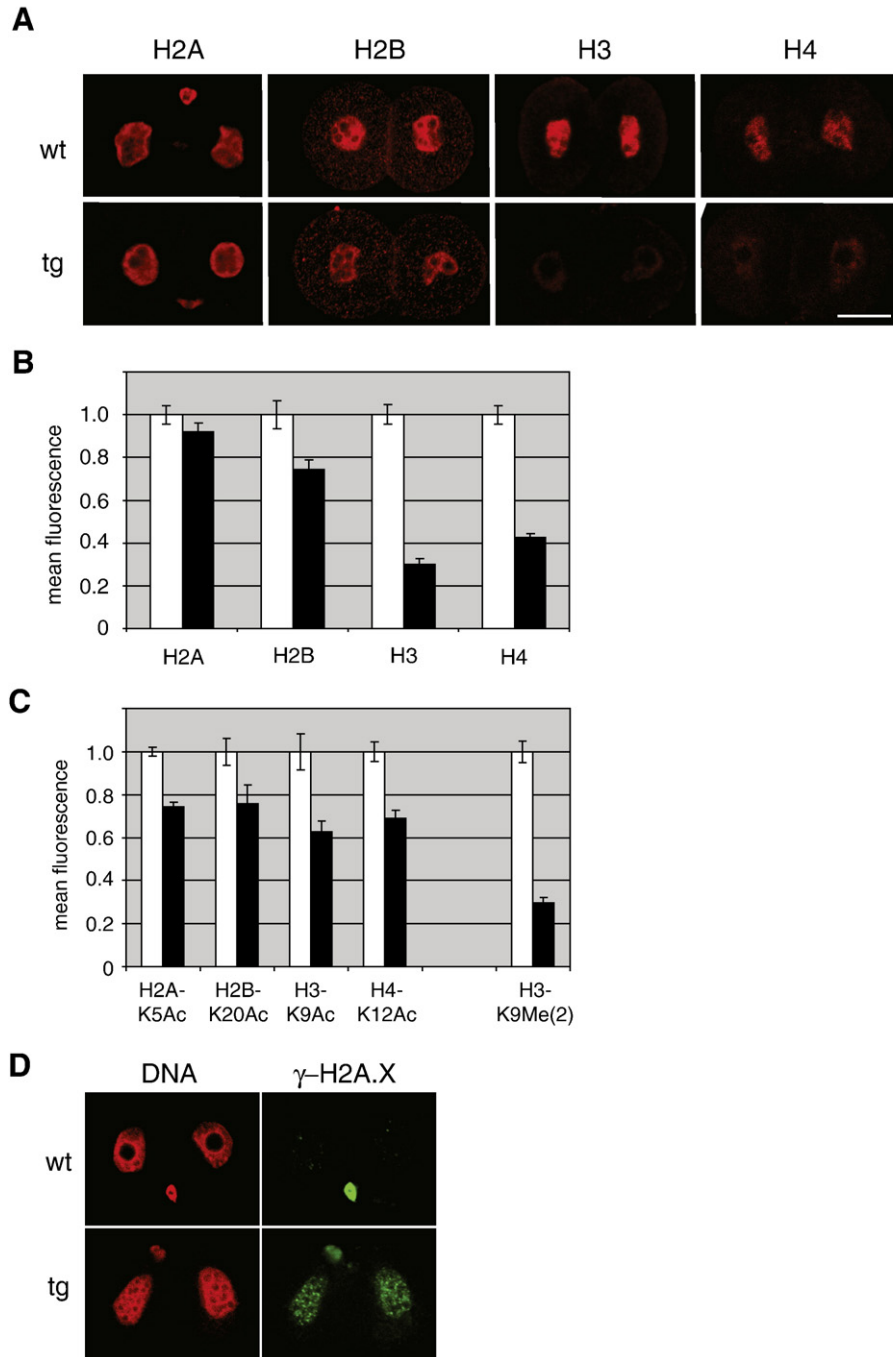 A
H2A H2B H3 H4
wt
tg
B
mean fluorescence
1.0
0.8
0.6
0.4
0.2
0
H2A H2B H3 H4
C
mean fluorescence
1.0
0.8
0.6
0.4
0.2
0
H2A- H2B- H3- H4- H3-
K5Ac K20Ac K9Ac K12Ac K9Me(2)
D
DNA γ–H2A.X
wt
tg